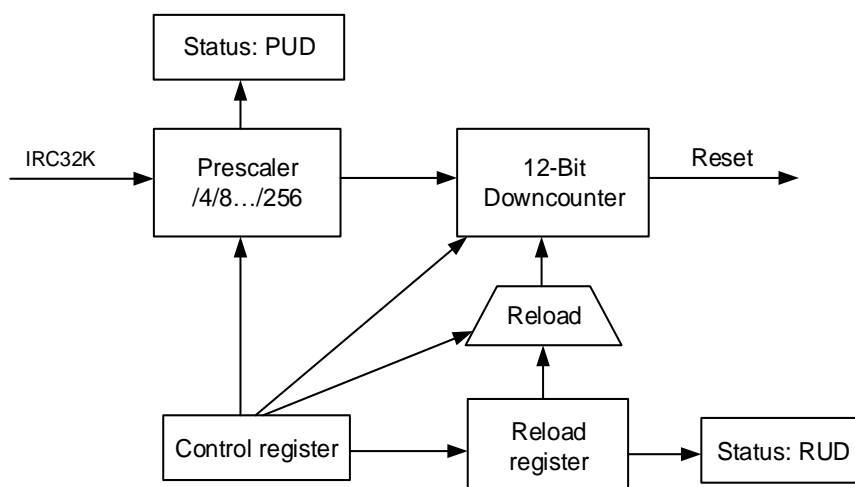 Status: PUD
IRC32K
Prescaler
/4/8…/256
12-Bit
Downcounter
Reset
Reload
Control register
Reload
register
Status: RUD